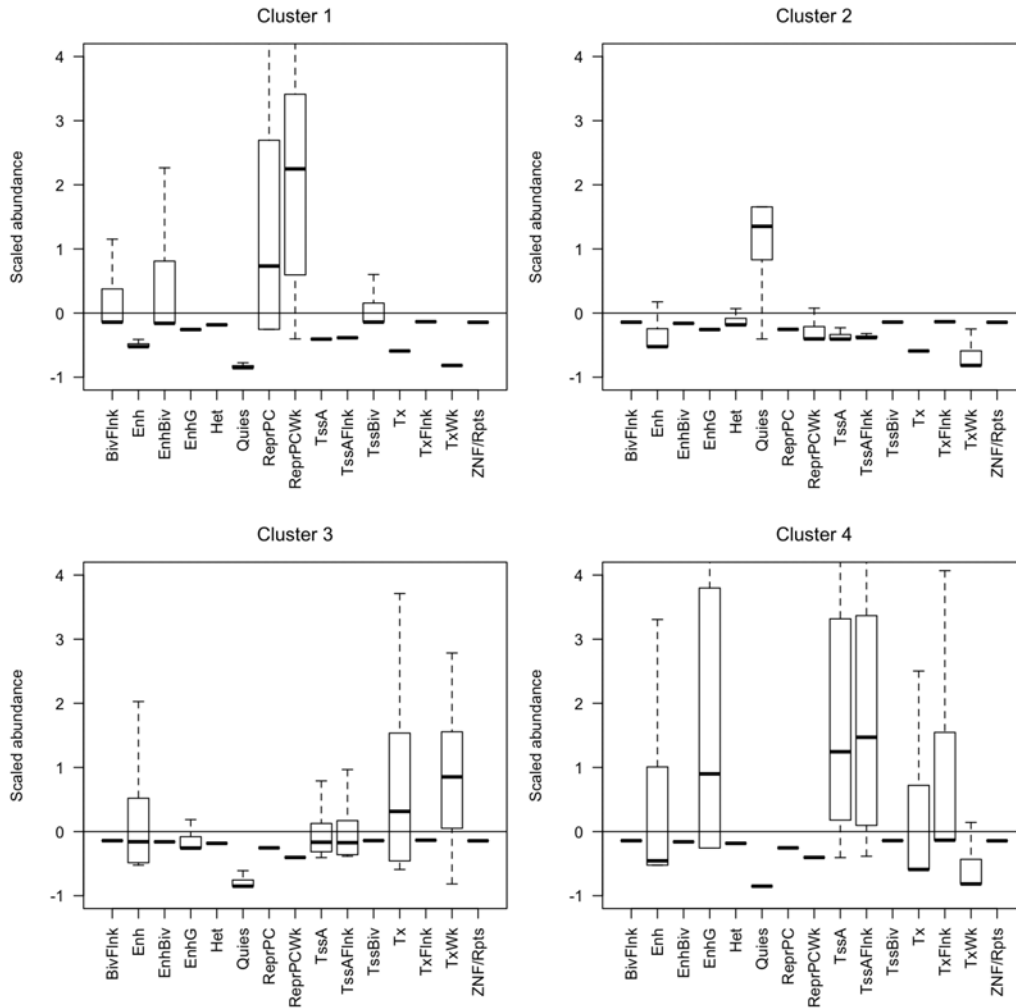 Cluster 1
Scaled abundance
4
3
2
1
0
-1
BivFlnk
Enh
EnhBiv
EnhG
Het
Quies
ReprPC
ReprPCWk
TssA
TssAFlnk
TssBiv
Tx
TxFlnk
TxWk
ZNF/Rpts
Cluster 2
Scaled abundance
4
3
2
1
0
-1
BivFlnk
Enh
EnhBiv
EnhG
Het
Quies
ReprPC
ReprPCWk
TssA
TssAFlnk
TssBiv
Tx
TxFlnk
TxWk
ZNF/Rpts
Cluster 3
Scaled abundance
4
3
2
1
0
-1
BivFlnk
Enh
EnhBiv
EnhG
Het
Quies
ReprPC
ReprPCWk
TssA
TssAFlnk
TssBiv
Tx
TxFlnk
TxWk
ZNF/Rpts
Cluster 4
Scaled abundance
4
3
2
1
0
-1
BivFlnk
Enh
EnhBiv
EnhG
Het
Quies
ReprPC
ReprPCWk
TssA
TssAFlnk
TssBiv
Tx
TxFlnk
TxWk
ZNF/Rpts